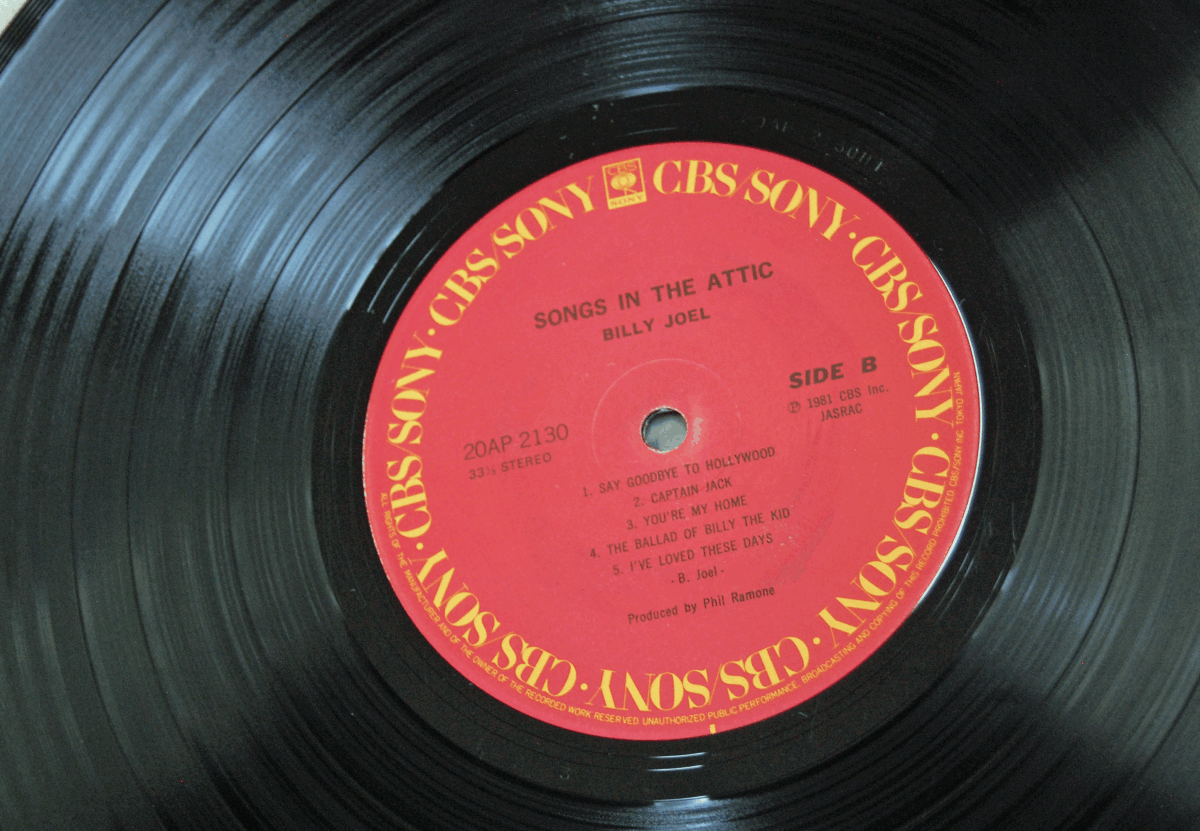 CBS
SONY
CBS/SONY · CBS/SONY · CBS/SONY · CBS/SONY · CBS/SONY · CBS/SONY · CBS/SONY · CBS/SONY · CBS/SONY · CBS/SONY
SONGS IN THE ATTIC
BILLY JOEL
SIDE B
Ⓟ 1981 CBS Inc.
JASRAC
20AP 2130
33⅓ STEREO
1. SAY GOODBYE TO HOLLYWOOD
2. CAPTAIN JACK
3. YOU'RE MY HOME
4. THE BALLAD OF BILLY THE KID
5. I'VE LOVED THESE DAYS
· B. Joel ·
Produced by Phil Ramone
ALL RIGHTS OF THE MANUFACTURER AND OF THE OWNER OF THE RECORDED WORK RESERVED. UNAUTHORIZED PUBLIC PERFORMANCE. BROADCASTING AND COPYING OF THIS RECORD PROHIBITED. CBS/SONY INC. TOKYO JAPAN